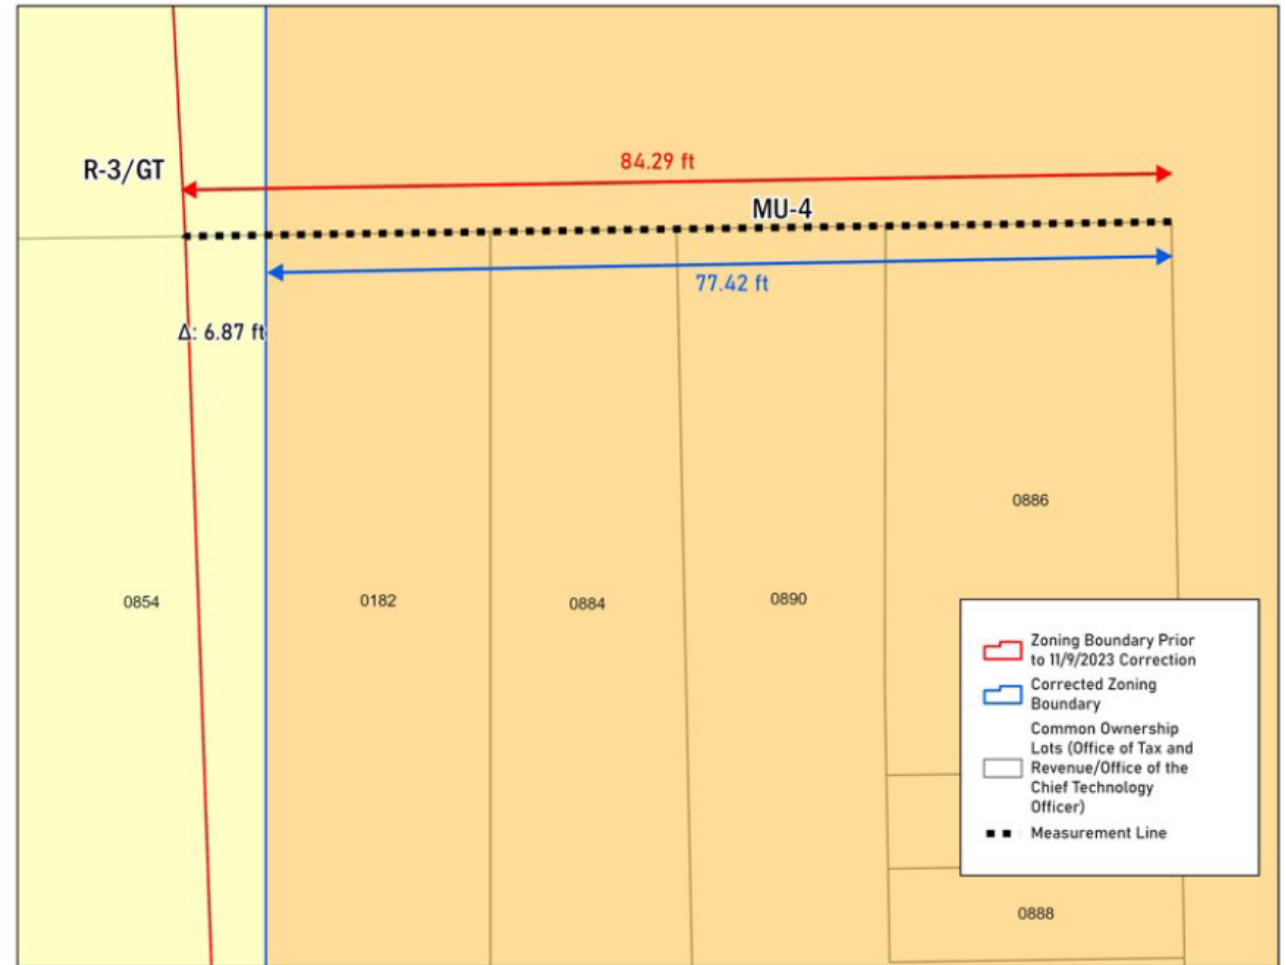 84.29 ft
R-3/GT
MU-4
77.42 ft
Δ: 6.87 ft
0886
0854
0182
0884
0890
Zoning Boundary Prior
to 11/9/2023 Correction
Corrected Zoning
Boundary
Common Ownership
Lots (Office of Tax and
Revenue/Office of the
Chief Technology
Officer)
Measurement Line
0888